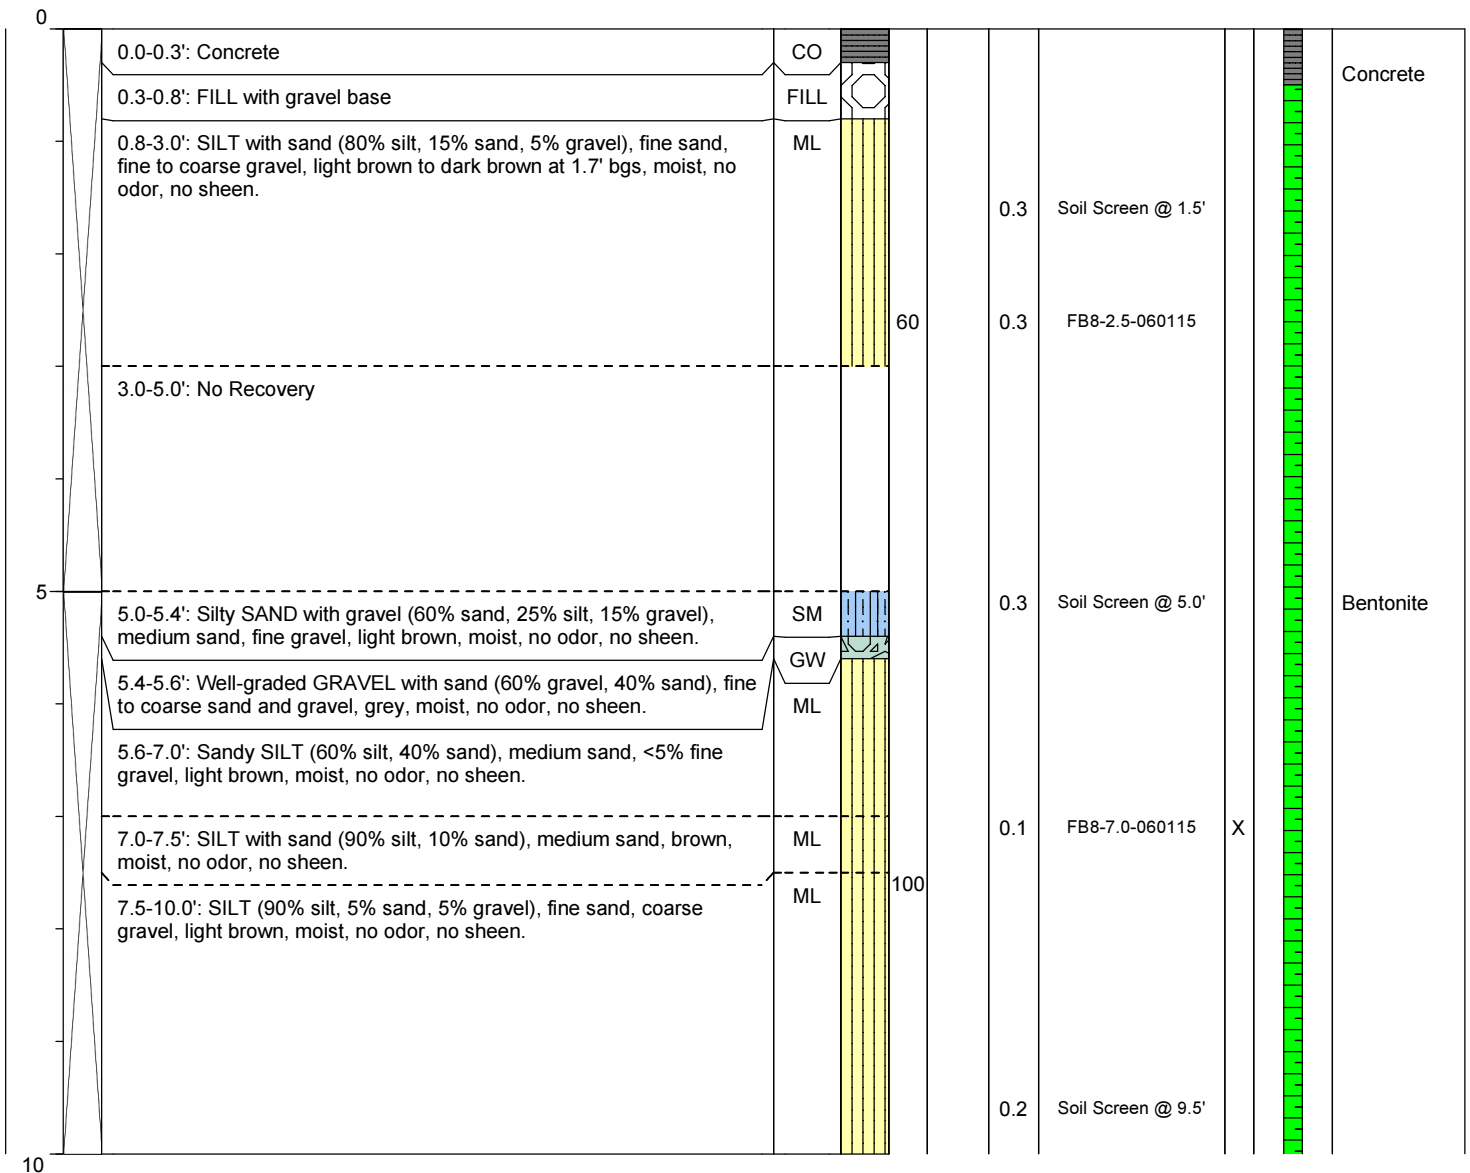 0
0.0-0.3': Concrete
CO
Concrete
0.3-0.8': FILL with gravel base
FILL
0.8-3.0': SILT with sand (80% silt, 15% sand, 5% gravel), fine sand,
fine to coarse gravel, light brown to dark brown at 1.7' bgs, moist, no
odor, no sheen.
ML
0.3
Soil Screen @ 1.5'
60
0.3
FB8-2.5-060115
3.0-5.0': No Recovery
5
5.0-5.4': Silty SAND with gravel (60% sand, 25% silt, 15% gravel),
medium sand, fine gravel, light brown, moist, no odor, no sheen.
SM
0.3
Soil Screen @ 5.0'
Bentonite
GW
5.4-5.6': Well-graded GRAVEL with sand (60% gravel, 40% sand), fine
to coarse sand and gravel, grey, moist, no odor, no sheen.
ML
5.6-7.0': Sandy SILT (60% silt, 40% sand), medium sand, <5% fine
gravel, light brown, moist, no odor, no sheen.
7.0-7.5': SILT with sand (90% silt, 10% sand), medium sand, brown,
moist, no odor, no sheen.
ML
0.1
FB8-7.0-060115
X
100
ML
7.5-10.0': SILT (90% silt, 5% sand, 5% gravel), fine sand, coarse
gravel, light brown, moist, no odor, no sheen.
0.2
Soil Screen @ 9.5'
10